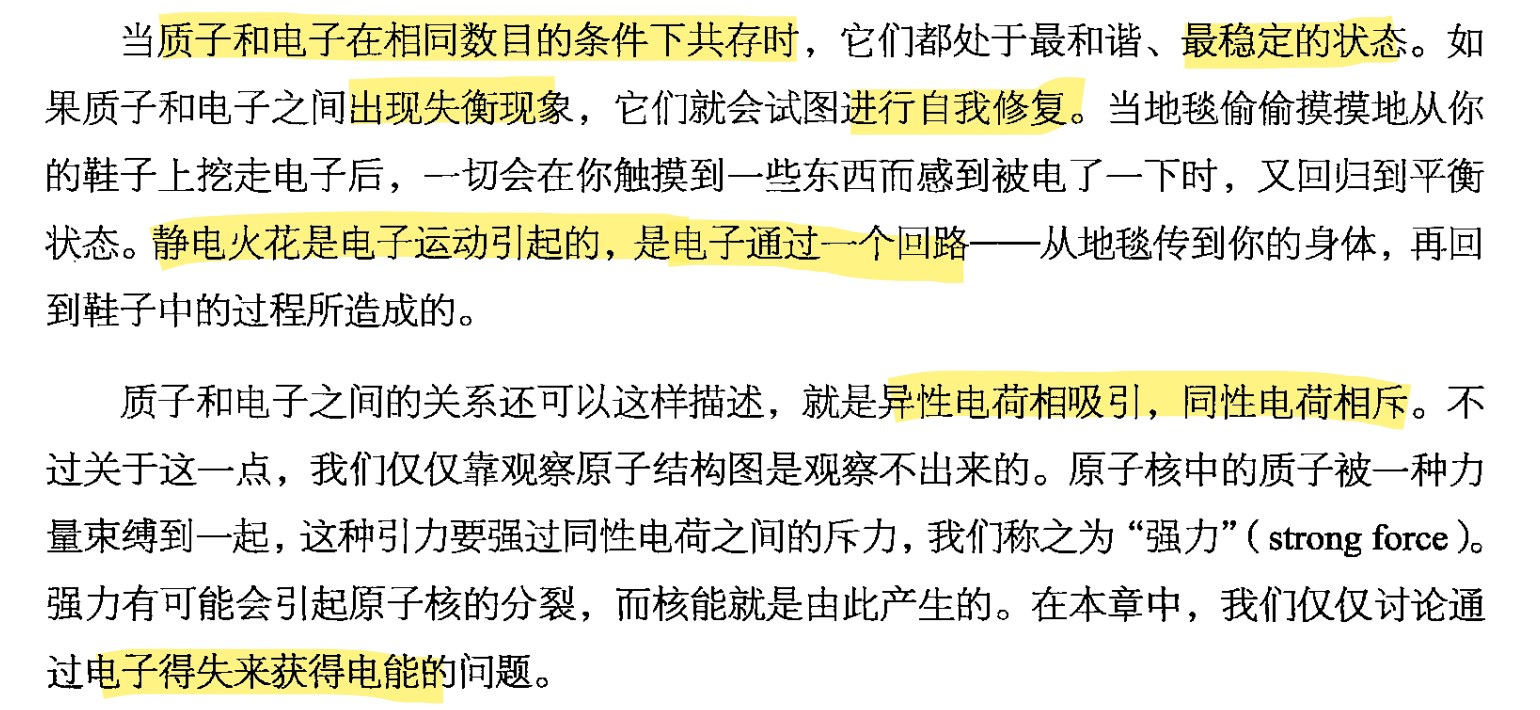 当质子和电子在相同数目的条件下共存时，它们都处于最和谐、最稳定的状态。如
果质子和电子之间出现失衡现象，它们就会试图进行自我修复。当地毯偷偷摸摸地从你
的鞋子上挖走电子后，一切会在你触摸到一些东西而感到被电了一下时，又回归到平衡
状态。静电火花是电子运动引起的，是电子通过一个回路——从地毯传到你的身体，再回
到鞋子中的过程所造成的。
质子和电子之间的关系还可以这样描述，就是异性电荷相吸引，同性电荷相斥。不
过关于这一点，我们仅仅靠观察原子结构图是观察不出来的。原子核中的质子被一种力
量束缚到一起，这种引力要强过同性电荷之间的斥力，我们称之为“强力”（strong force）。
强力有可能会引起原子核的分裂，而核能就是由此产生的。在本章中，我们仅仅讨论通
过电子得失来获得电能的问题。